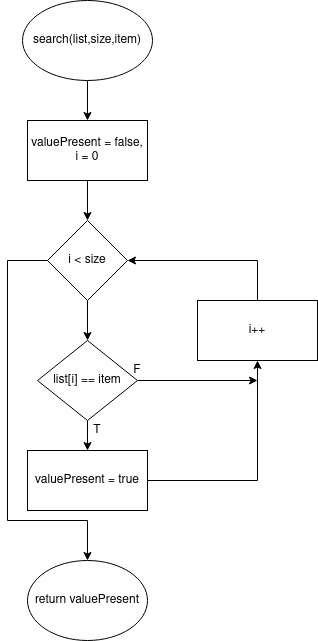 search(list,size,item)
valuePresent = false,
i = 0
i < size
i++
list[i] == item
F
T
valuePresent = true
return valuePresent